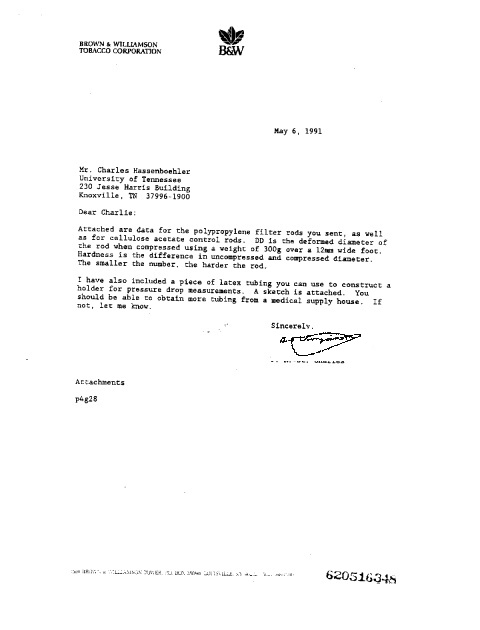 BROWN & WILLIAMSON
TOBACCO CORPORATION
B&W
May 6, 1991
Mr. Charles Hassenboehler
University of Tennessee
230 Jesse Harris Building
Knoxville, TN 37996-1900
Dear Charlie:
Attached are data for the polypropylene filter rods you sent, as well
as for cellulose acetate control rods. DD is the deformed diameter of
the rod when compressed using a weight of 300g over a 12mm wide foot.
Hardness is the difference in uncompressed and compressed diameter.
The smaller the number, the harder the rod.
I have also included a piece of latex tubing you can use to construct a
holder for pressure drop measurements. A sketch is attached. You
should be able to obtain more tubing from a medical supply house. If
not, let me know.
Sincerely,
Attachments
p4g28
620516348